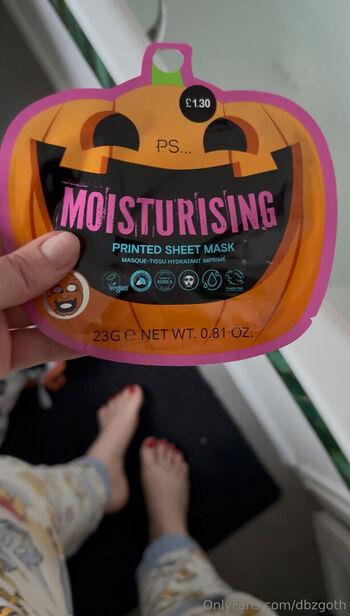 £1.30
PS...
MOISTURISING
PRINTED SHEET MASK
MASQUE-TISSU HYDRATANT IMPRIMÉ
Vegan
KOREA
23G e NET WT. 0.81 OZ.
OnlyFans.com/dbzgoth